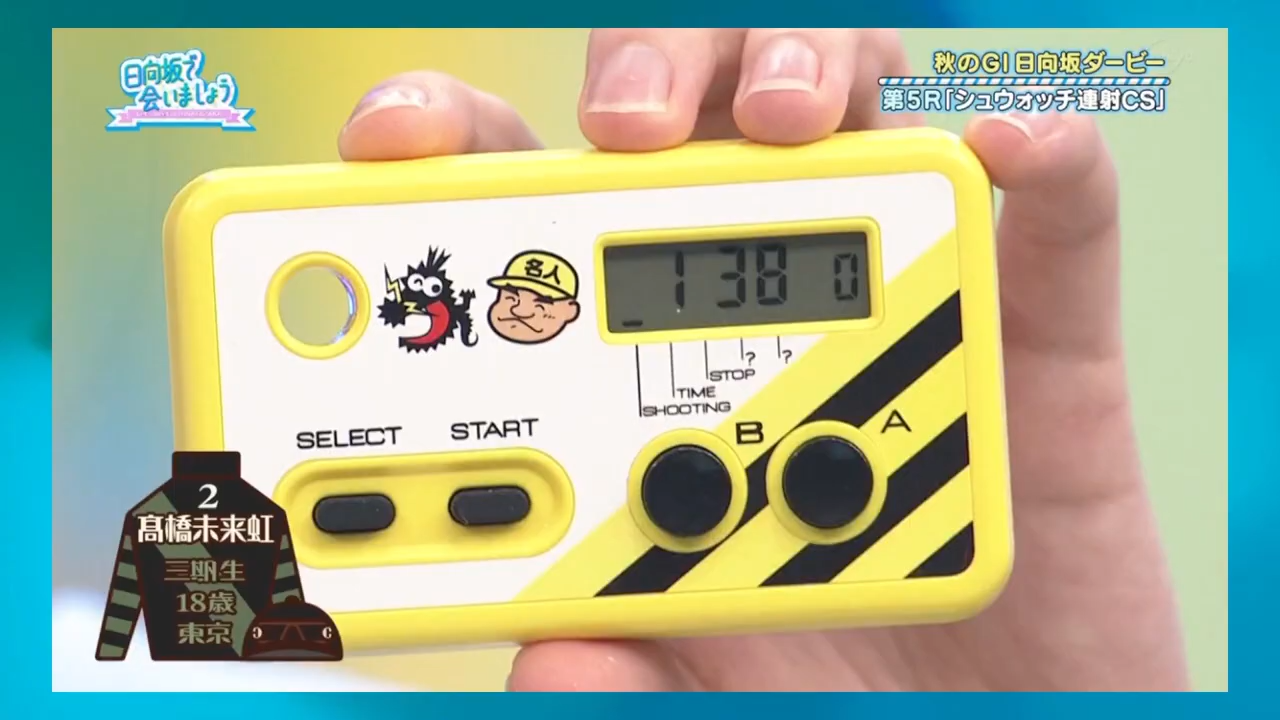 日向坂で
会いましょう
秋のGI 日向坂ダービー
第5R「シュウォッチ連射CS」
名人
138 0
?
?
STOP
TIME
SHOOTING
SELECT
START
B
A
2
髙橋未来虹
三期生
18歳
東京